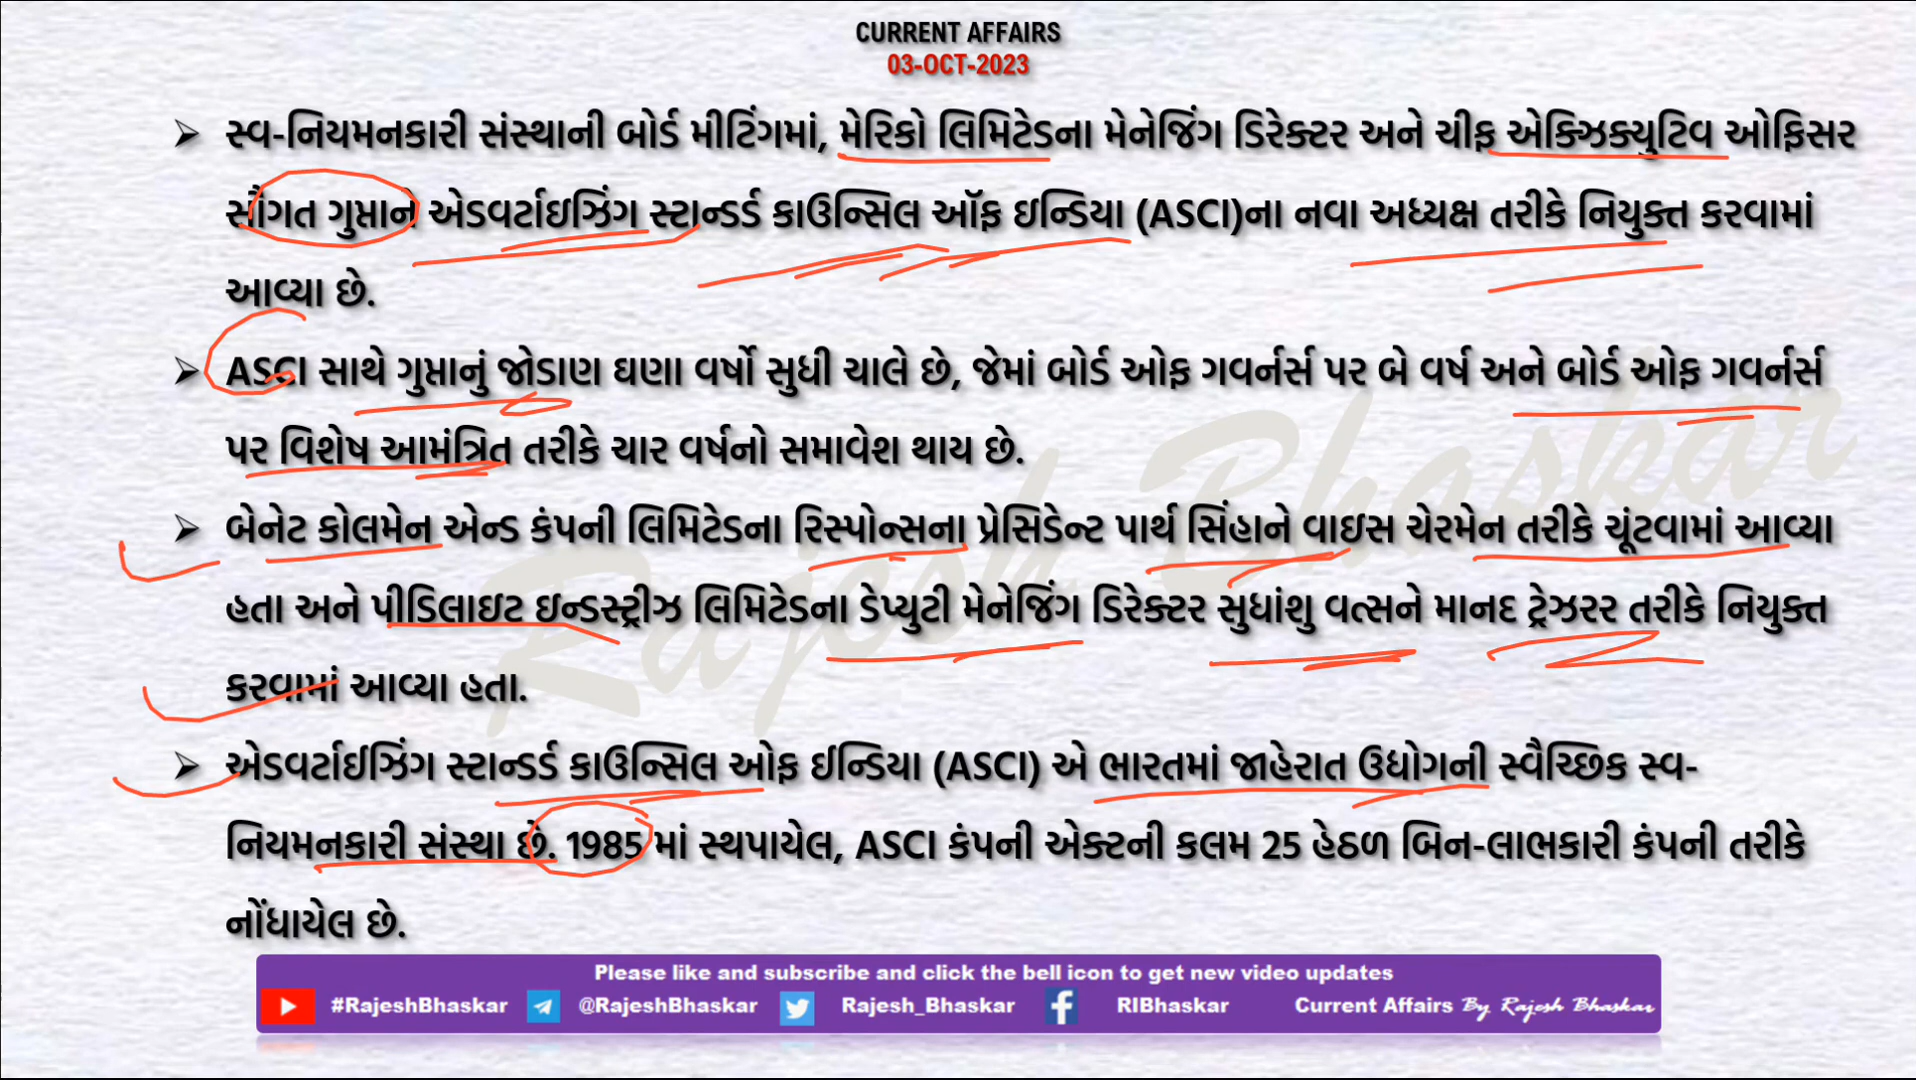 CURRENT AFFAIRS
03-OCT-2023
સ્વ-નિયમનકારી સંસ્થાની બોર્ડ મીટિંગમાં, મેરિકો લિમિટેડના મેનેજિંગ ડિરેક્ટર અને ચીફ એક્ઝિક્યુટિવ ઓફિસર
સૌગત ગુપ્તાને એડવર્ટાઇઝિંગ સ્ટાન્ડર્ડ કાઉન્સિલ ઑફ ઇન્ડિયા (ASCI)ના નવા અધ્યક્ષ તરીકે નિયુક્ત કરવામાં
આવ્યા છે.
ASCI સાથે ગુપ્તાનું જોડાણ ઘણા વર્ષો સુધી ચાલે છે, જેમાં બોર્ડ ઓફ ગવર્નર્સ પર બે વર્ષ અને બોર્ડ ઓફ ગવર્નર્સ
પર વિશેષ આમંત્રિત તરીકે ચાર વર્ષનો સમાવેશ થાય છે.
બેનેટ કોલમેન એન્ડ કંપની લિમિટેડના રિસ્પોન્સના પ્રેસિડેન્ટ પાર્થ સિંહાને વાઇસ ચેરમેન તરીકે ચૂંટવામાં આવ્યા
હતા અને પીડિલાઇટ ઇન્ડસ્ટ્રીઝ લિમિટેડના ડેપ્યુટી મેનેજિંગ ડિરેક્ટર સુધાંશુ વત્સને માનદ ટ્રેઝરર તરીકે નિયુક્ત
કરવામાં આવ્યા હતા.
એડવર્ટાઈઝિંગ સ્ટાન્ડર્ડ કાઉન્સિલ ઓફ ઈન્ડિયા (ASCI) એ ભારતમાં જાહેરાત ઉદ્યોગની સ્વૈચ્છિક સ્વ-
નિયમનકારી સંસ્થા છે. 1985 માં સ્થપાયેલ, ASCI કંપની એક્ટની કલમ 25 હેઠળ બિન-લાભકારી કંપની તરીકે
નોંધાયેલ છે.
Rajesh Bhaskar
Please like and subscribe and click the bell icon to get new video updates
#RajeshBhaskar @RajeshBhaskar Rajesh_Bhaskar RIBhaskar Current Affairs By Rajesh Bhaskar